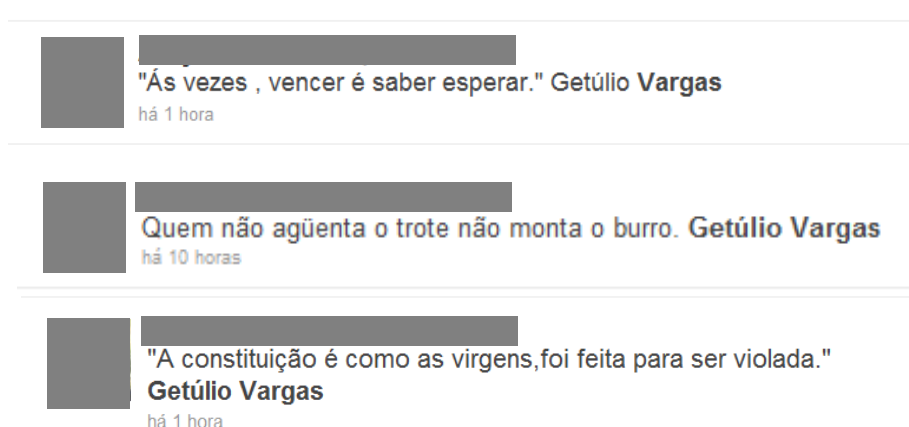 "Ás vezes , vencer é saber esperar." Getúlio Vargas
há 1 hora
Quem não agüenta o trote não monta o burro. Getúlio Vargas
há 10 horas
"A constituição é como as virgens,foi feita para ser violada."
Getúlio Vargas
há 1 hora